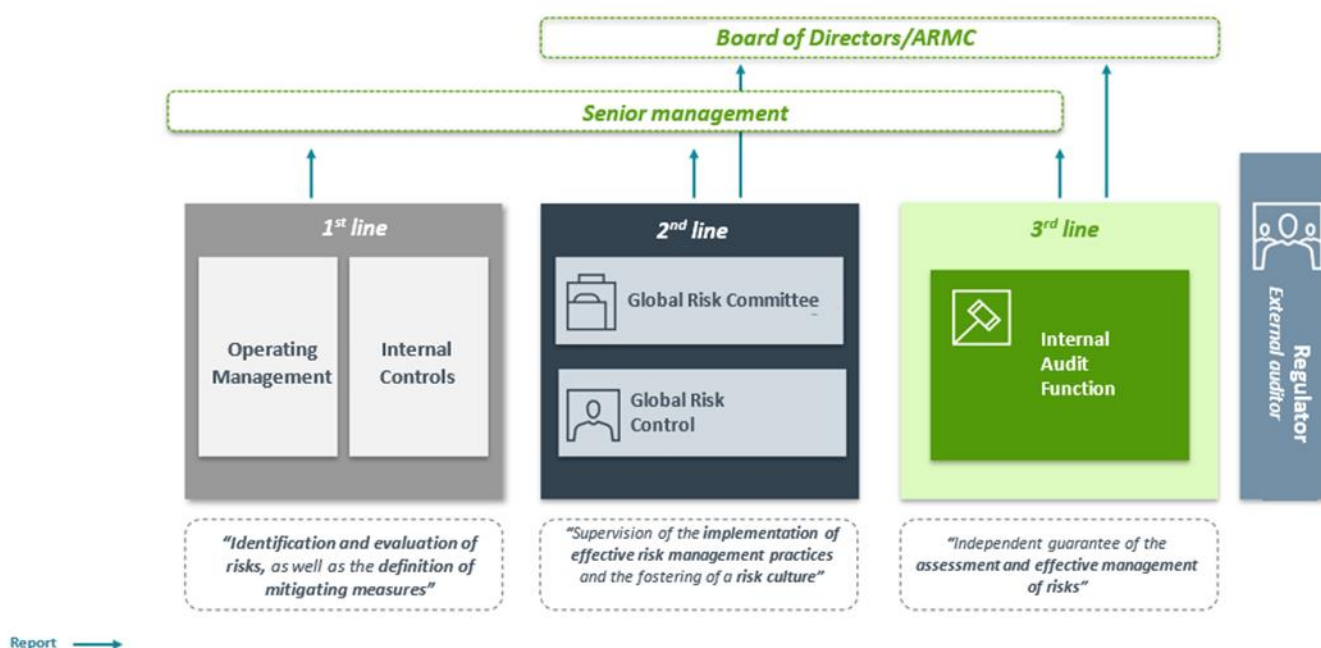 Board of Directors/ARMC
Senior management
1st line
Operating
Management
Internal
Controls
2nd line
Global Risk Committee
Global Risk
Control
3rd line
Internal
Audit
Function
Regulator
External auditor
“Identification and evaluation of
risks, as well as the definition of
mitigating measures”
“Supervision of the implementation of
effective risk management practices
and the fostering of a risk culture”
“Independent guarantee of the
assessment and effective management
of risks”
Report